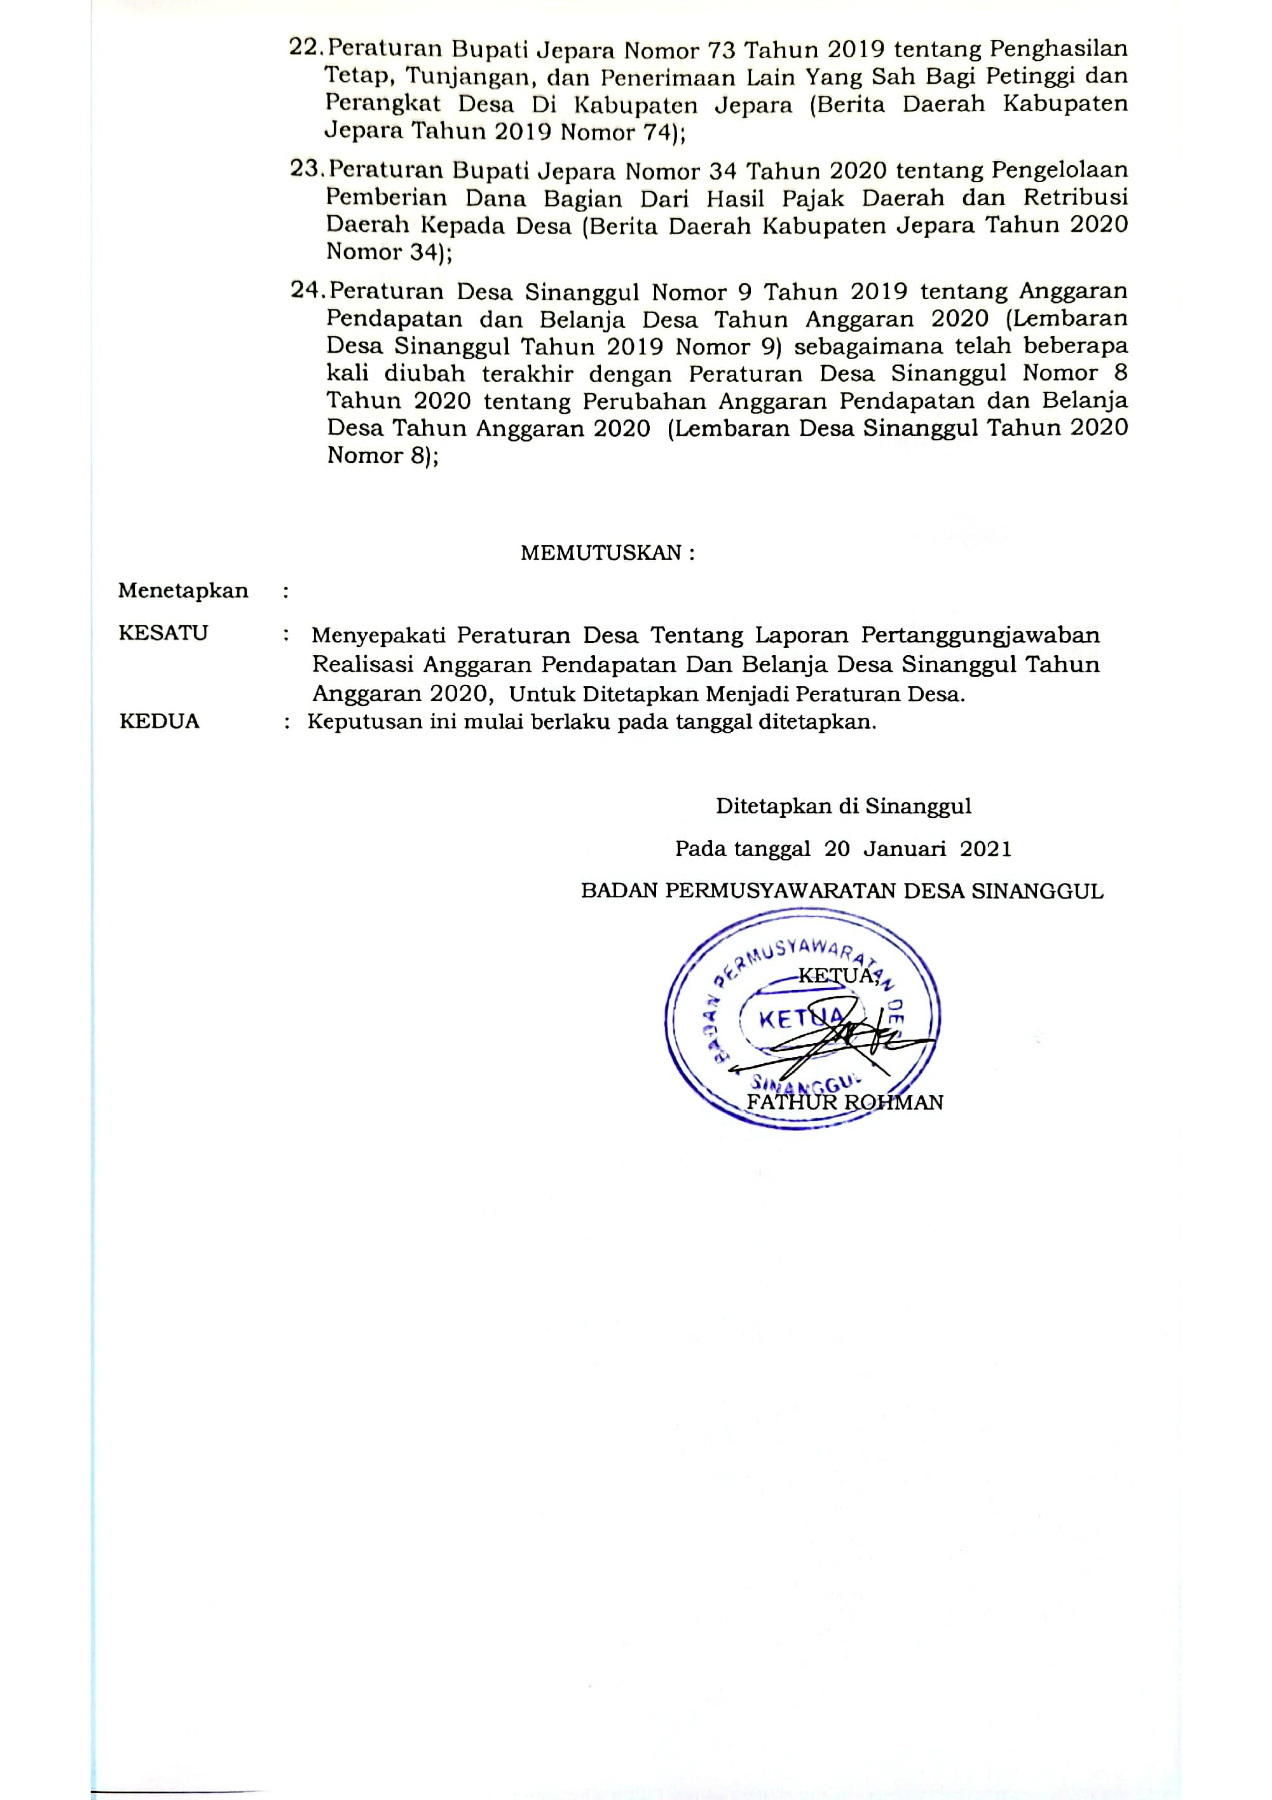 22. Peraturan Bupati Jepara Nomor 73 Tahun 2019 tentang Penghasilan
Tetap, Tunjangan, dan Penerimaan Lain Yang Sah Bagi Petinggi dan
Perangkat Desa Di Kabupaten Jepara (Berita Daerah Kabupaten
Jepara Tahun 2019 Nomor 74);
23. Peraturan Bupati Jepara Nomor 34 Tahun 2020 tentang Pengelolaan
Pemberian Dana Bagian Dari Hasil Pajak Daerah dan Retribusi
Daerah Kepada Desa (Berita Daerah Kabupaten Jepara Tahun 2020
Nomor 34);
24. Peraturan Desa Sinanggul Nomor 9 Tahun 2019 tentang Anggaran
Pendapatan dan Belanja Desa Tahun Anggaran 2020 (Lembaran
Desa Sinanggul Tahun 2019 Nomor 9) sebagaimana telah beberapa
kali diubah terakhir dengan Peraturan Desa Sinanggul Nomor 8
Tahun 2020 tentang Perubahan Anggaran Pendapatan dan Belanja
Desa Tahun Anggaran 2020 (Lembaran Desa Sinanggul Tahun 2020
Nomor 8);
MEMUTUSKAN :
Menetapkan :
KESATU : Menyepakati Peraturan Desa Tentang Laporan Pertanggungjawaban
Realisasi Anggaran Pendapatan Dan Belanja Desa Sinanggul Tahun
Anggaran 2020, Untuk Ditetapkan Menjadi Peraturan Desa.
KEDUA : Keputusan ini mulai berlaku pada tanggal ditetapkan.
Ditetapkan di Sinanggul
Pada tanggal 20 Januari 2021
BADAN PERMUSYAWARATAN DESA SINANGGUL
BADAN PERMUSYAWARATAN
KETUA,
KETUA
SINANGGUL
FATHUR ROHMAN